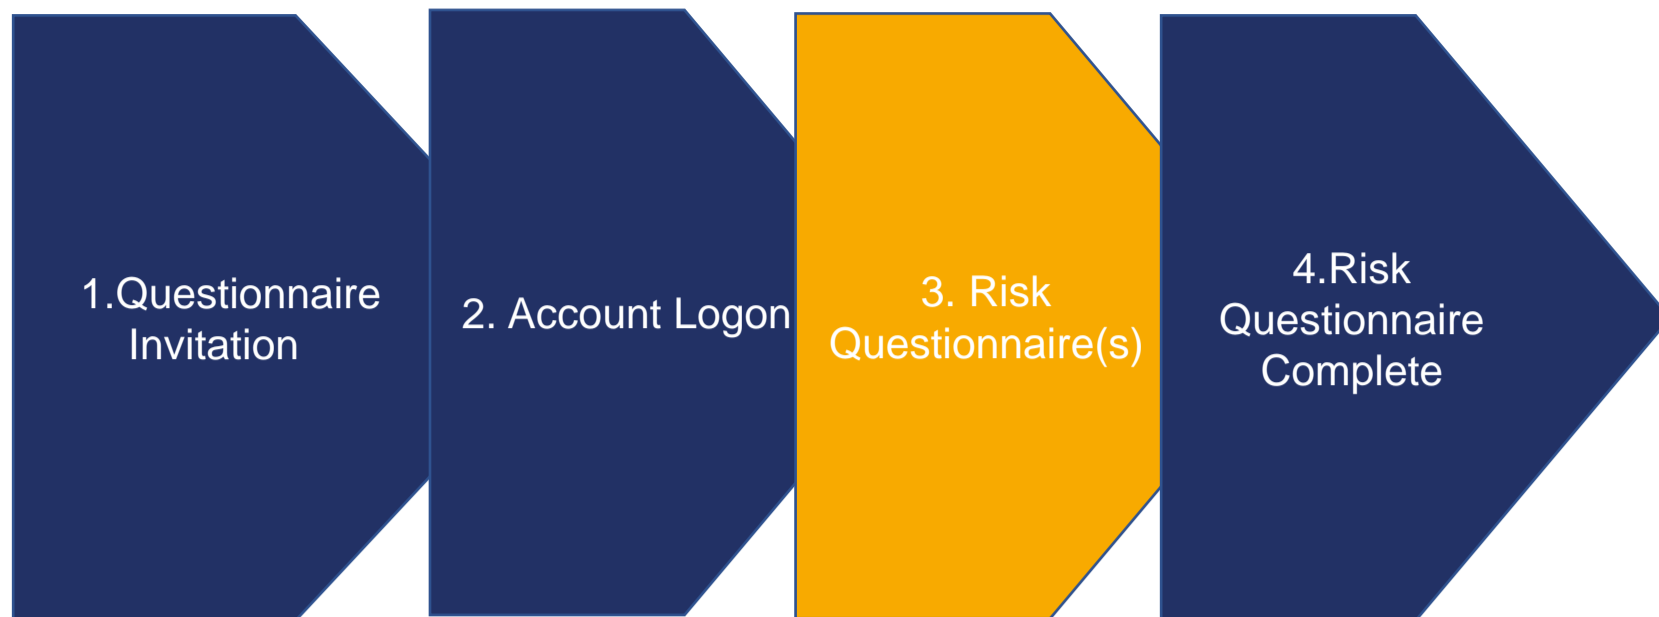 1.Questionnaire
Invitation
2. Account Logon
3. Risk
Questionnaire(s)
4.Risk
Questionnaire
Complete